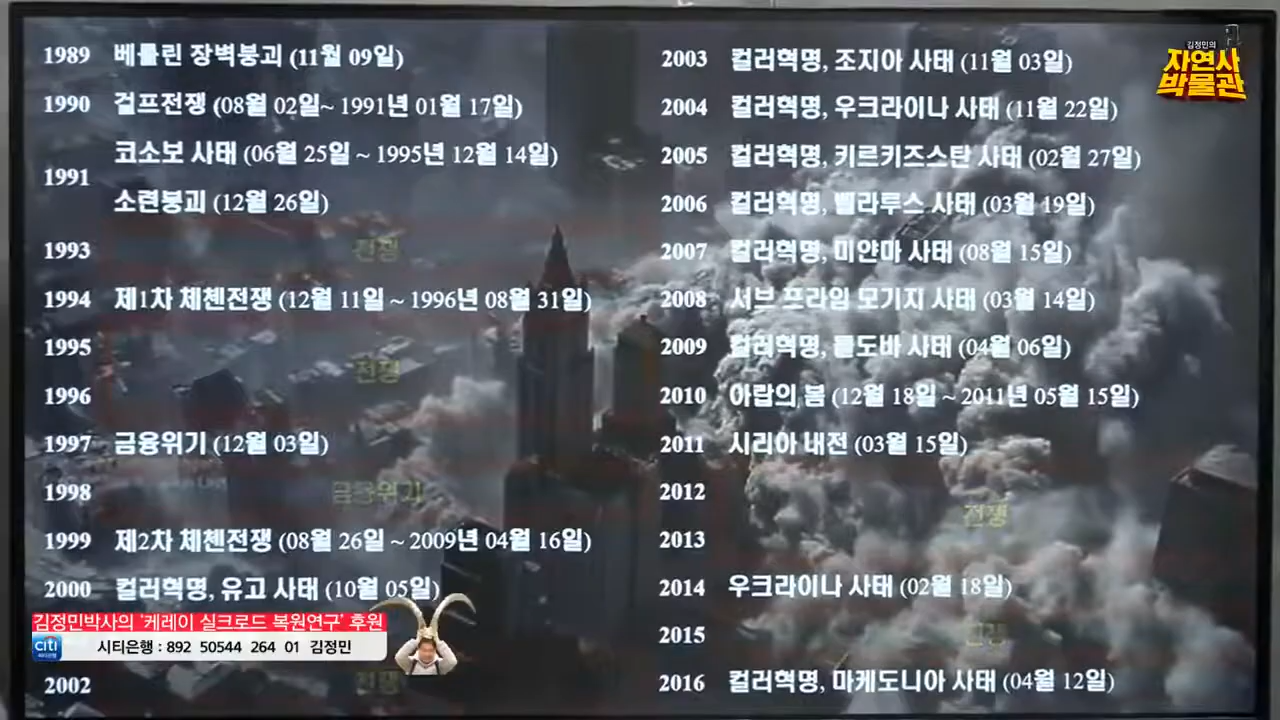 1989 베를린 장벽붕괴 (11월 09일)
1990 걸프전쟁 (08월 02일~ 1991년 01월 17일)
1991 코소보 사태 (06월 25일 ~ 1995년 12월 14일)
소련붕괴 (12월 26일)
1993 전쟁
1994 제1차 체첸전쟁 (12월 11일 ~ 1996년 08월 31일)
1995
전쟁
1996
1997 금융위기 (12월 03일)
1998 금융위기
1999 제2차 체첸전쟁 (08월 26일 ~ 2009년 04월 16일)
2000 컬러혁명, 유고 사태 (10월 05일)
2002 전쟁
2003 컬러혁명, 조지아 사태 (11월 03일)
2004 컬러혁명, 우크라이나 사태 (11월 22일)
2005 컬러혁명, 키르키즈스탄 사태 (02월 27일)
2006 컬러혁명, 벨라루스 사태 (03월 19일)
2007 컬러혁명, 미얀마 사태 (08월 15일)
2008 서브 프라임 모기지 사태 (03월 14일)
2009 컬러혁명, 몰도바 사태 (04월 06일)
2010 아랍의 봄 (12월 18일 ~ 2011년 05월 15일)
2011 시리아 내전 (03월 15일)
2012
전쟁
2013
2014 우크라이나 사태 (02월 18일)
2015
2016 컬러혁명, 마케도니아 사태 (04월 12일)
김정민의
자연사
박물관
김정민박사의 '케레이 실크로드 복원연구' 후원
citi
시티은행 : 892 50544 264 01 김정민